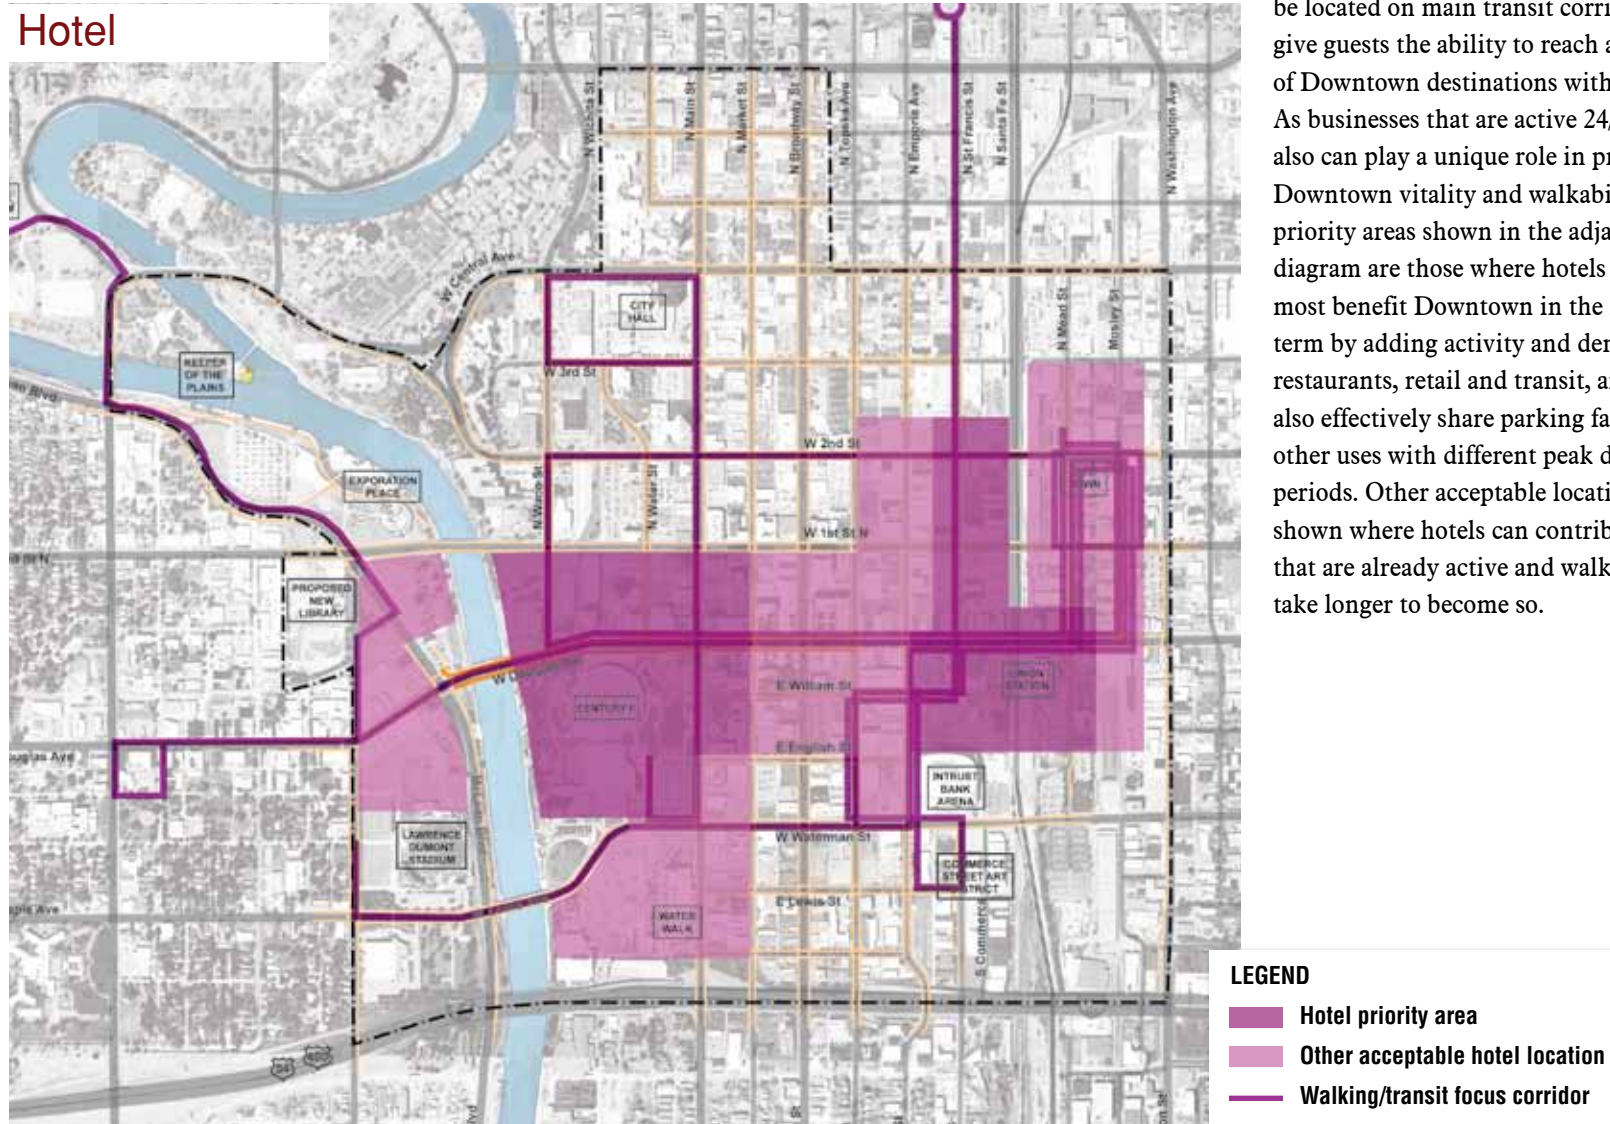 Hotel
be located on main transit corri
give guests the ability to reach a
of Downtown destinations with
As businesses that are active 24/
also can play a unique role in pr
Downtown vitality and walkabi
priority areas shown in the adja
diagram are those where hotels
most benefit Downtown in the
term by adding activity and der
restaurants, retail and transit, a
also effectively share parking fa
other uses with different peak d
periods. Other acceptable locati
shown where hotels can contrib
that are already active and walk
take longer to become so.
N Main St
N Market St
N Broadway St
N Topeka Ave
N Emporia Ave
N St Francis St
N Santa Fe St
N Washington Ave
W Central Ave
CITY
HALL
N Mead St
Mosley St
KEEPER
OF THE
PLAINS
W 3rd St
W 2nd St
EXPORATION
PLACE
N Waco St
N Water St
W 1st St N
PROPOSED
NEW
LIBRARY
E William St
UNION
STATION
CENTURY II
E English St
uglas Ave
INTRUST
BANK
ARENA
LAWRENCE
DUMONT
STADIUM
W Waterman St
COMMERCE
STREET ART
DISTRICT
E Lewis St
WATER
WALK
S Commerce
54
400
LEGEND
Hotel priority area
Other acceptable hotel location
Walking/transit focus corridor